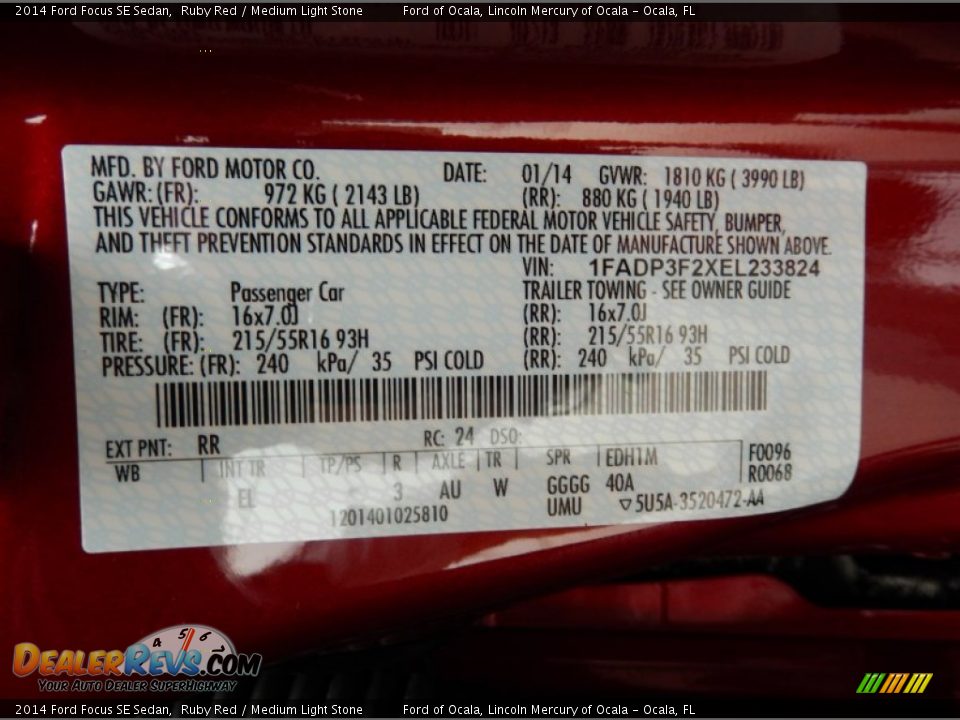 2014 Ford Focus SE Sedan, Ruby Red / Medium Light Stone Ford of Ocala, Lincoln Mercury of Ocala - Ocala, FL
MFD. BY FORD MOTOR CO. DATE: 01/14 GVWR: 1810 KG ( 3990 LB)
GAWR: (FR): 972 KG ( 2143 LB) (RR): 880 KG ( 1940 LB)
THIS VEHICLE CONFORMS TO ALL APPLICABLE FEDERAL MOTOR VEHICLE SAFETY, BUMPER,
AND THEFT PREVENTION STANDARDS IN EFFECT ON THE DATE OF MANUFACTURE SHOWN ABOVE.
VIN: 1FADP3F2XEL233824
TYPE: Passenger Car TRAILER TOWING - SEE OWNER GUIDE
RIM: (FR): 16x7.0J (RR): 16x7.0J
TIRE: (FR): 215/55R16 93H (RR): 215/55R16 93H
PRESSURE: (FR): 240 kPa/ 35 PSI COLD (RR): 240 kPa/ 35 PSI COLD
EXT PNT: RR RC: 24 DSO:
WB INT TR TP/PS R AXLE TR SPR EDH1M F0096
R0068
EL 3 AU W GGGG 40A
UMU ▽5U5A-3520472-AA
1201401025810
4 5 6
DEALERREVS.COM
YOUR AUTO DEALER SUPERHIGHWAY
2014 Ford Focus SE Sedan, Ruby Red / Medium Light Stone Ford of Ocala, Lincoln Mercury of Ocala - Ocala, FL